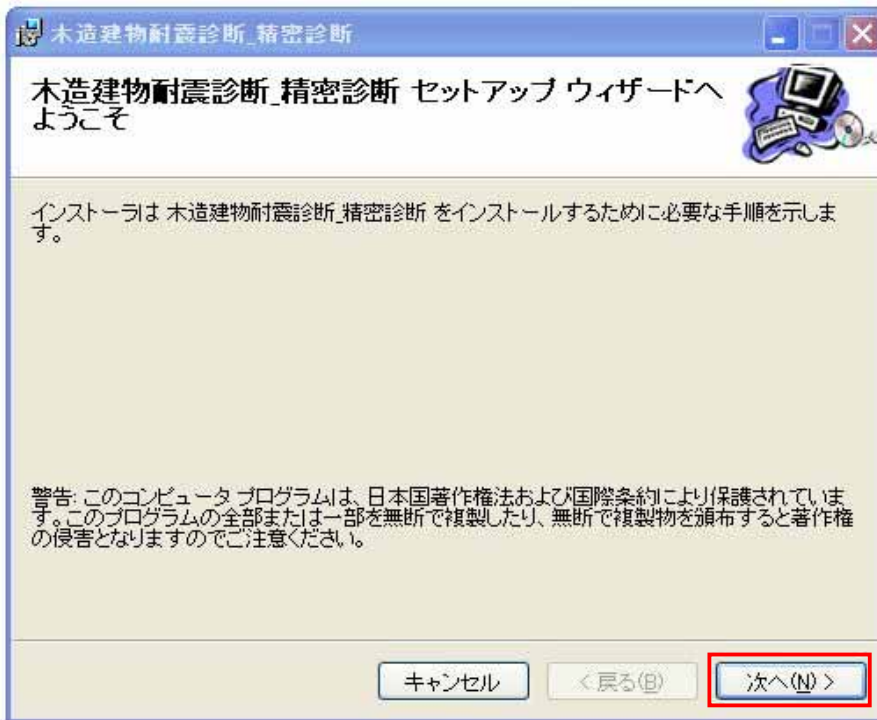 木造建物耐震診断_精密診断
木造建物耐震診断_精密診断 セットアップ ウィザードへ
ようこそ
インストーラは 木造建物耐震診断_精密診断 をインストールするために必要な手順を示しま
す。
警告: このコンピュータ プログラムは、日本国著作権法および国際条約により保護されていま
す。このプログラムの全部または一部を無断で複製したり、無断で複製物を頒布すると著作権
の侵害となりますのでご注意ください。
キャンセル
< 戻る(B)
次へ(N) >